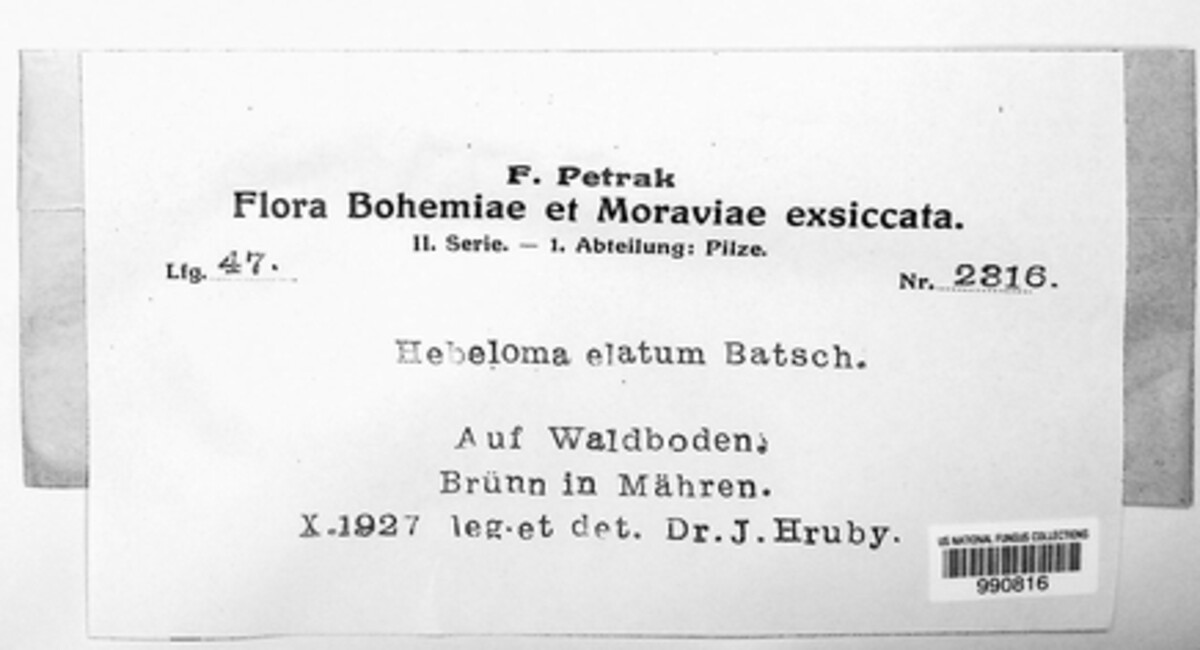 F. Petrak
Flora Bohemiae et Moraviae exsiccata.
II. Serie. — 1. Abteilung: Pilze.
Lfg. 47.
Nr. 2316.
Hebeloma elatum Batsch.
Auf Waldboden,
Brünn in Mähren.
X.1927 leg.et det. Dr.J.Hruby.
US NATIONAL FUNGUS COLLECTIONS
990816